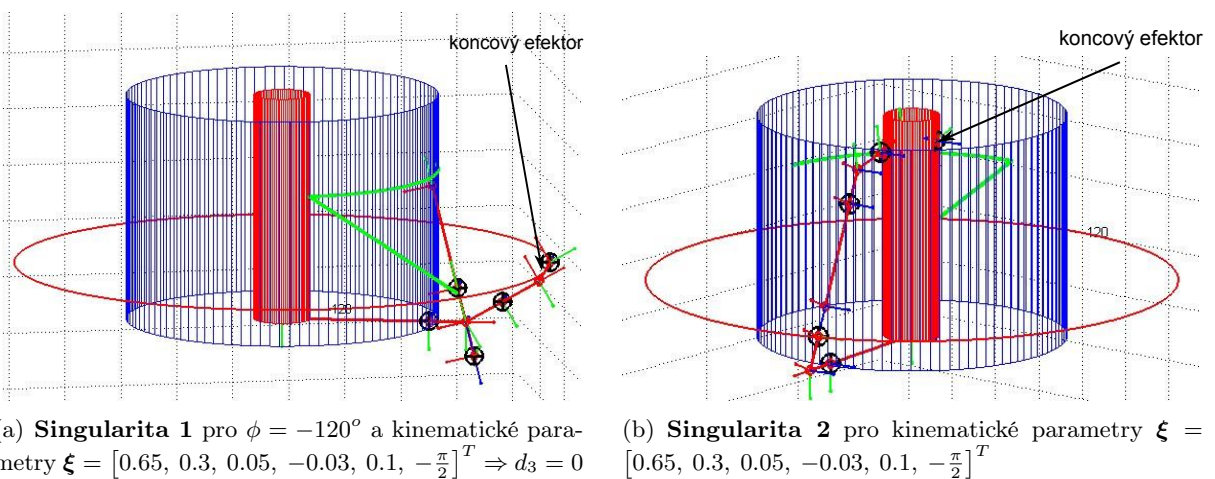 koncový efektor
120
koncový efektor
120
a) Singularita 1 pro ϕ = −120° a kinematické para-
metry ξ = [0.65, 0.3, 0.05, −0.03, 0.1, −π/2]^T ⇒ d₃ = 0
(b) Singularita 2 pro kinematické parametry ξ =
[0.65, 0.3, 0.05, −0.03, 0.1, −π/2]^T